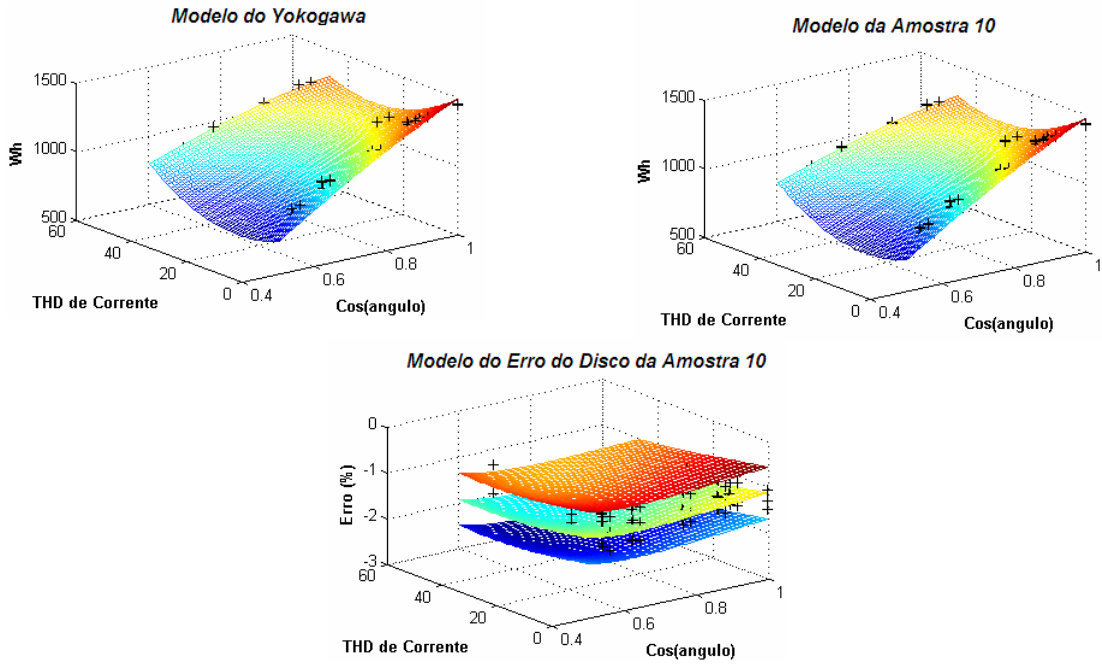 Modelo do Yokogawa
1500
1000
500
Wh
60
40
20
0
0.4
0.6
0.8
1
THD de Corrente
Cos(angulo)
Modelo da Amostra 10
1500
1000
500
Wh
60
40
20
0
0.4
0.6
0.8
1
THD de Corrente
Cos(angulo)
Modelo do Erro do Disco da Amostra 10
0
-1
-2
-3
Erro (%)
60
40
20
0
0.4
0.6
0.8
1
THD de Corrente
Cos(angulo)